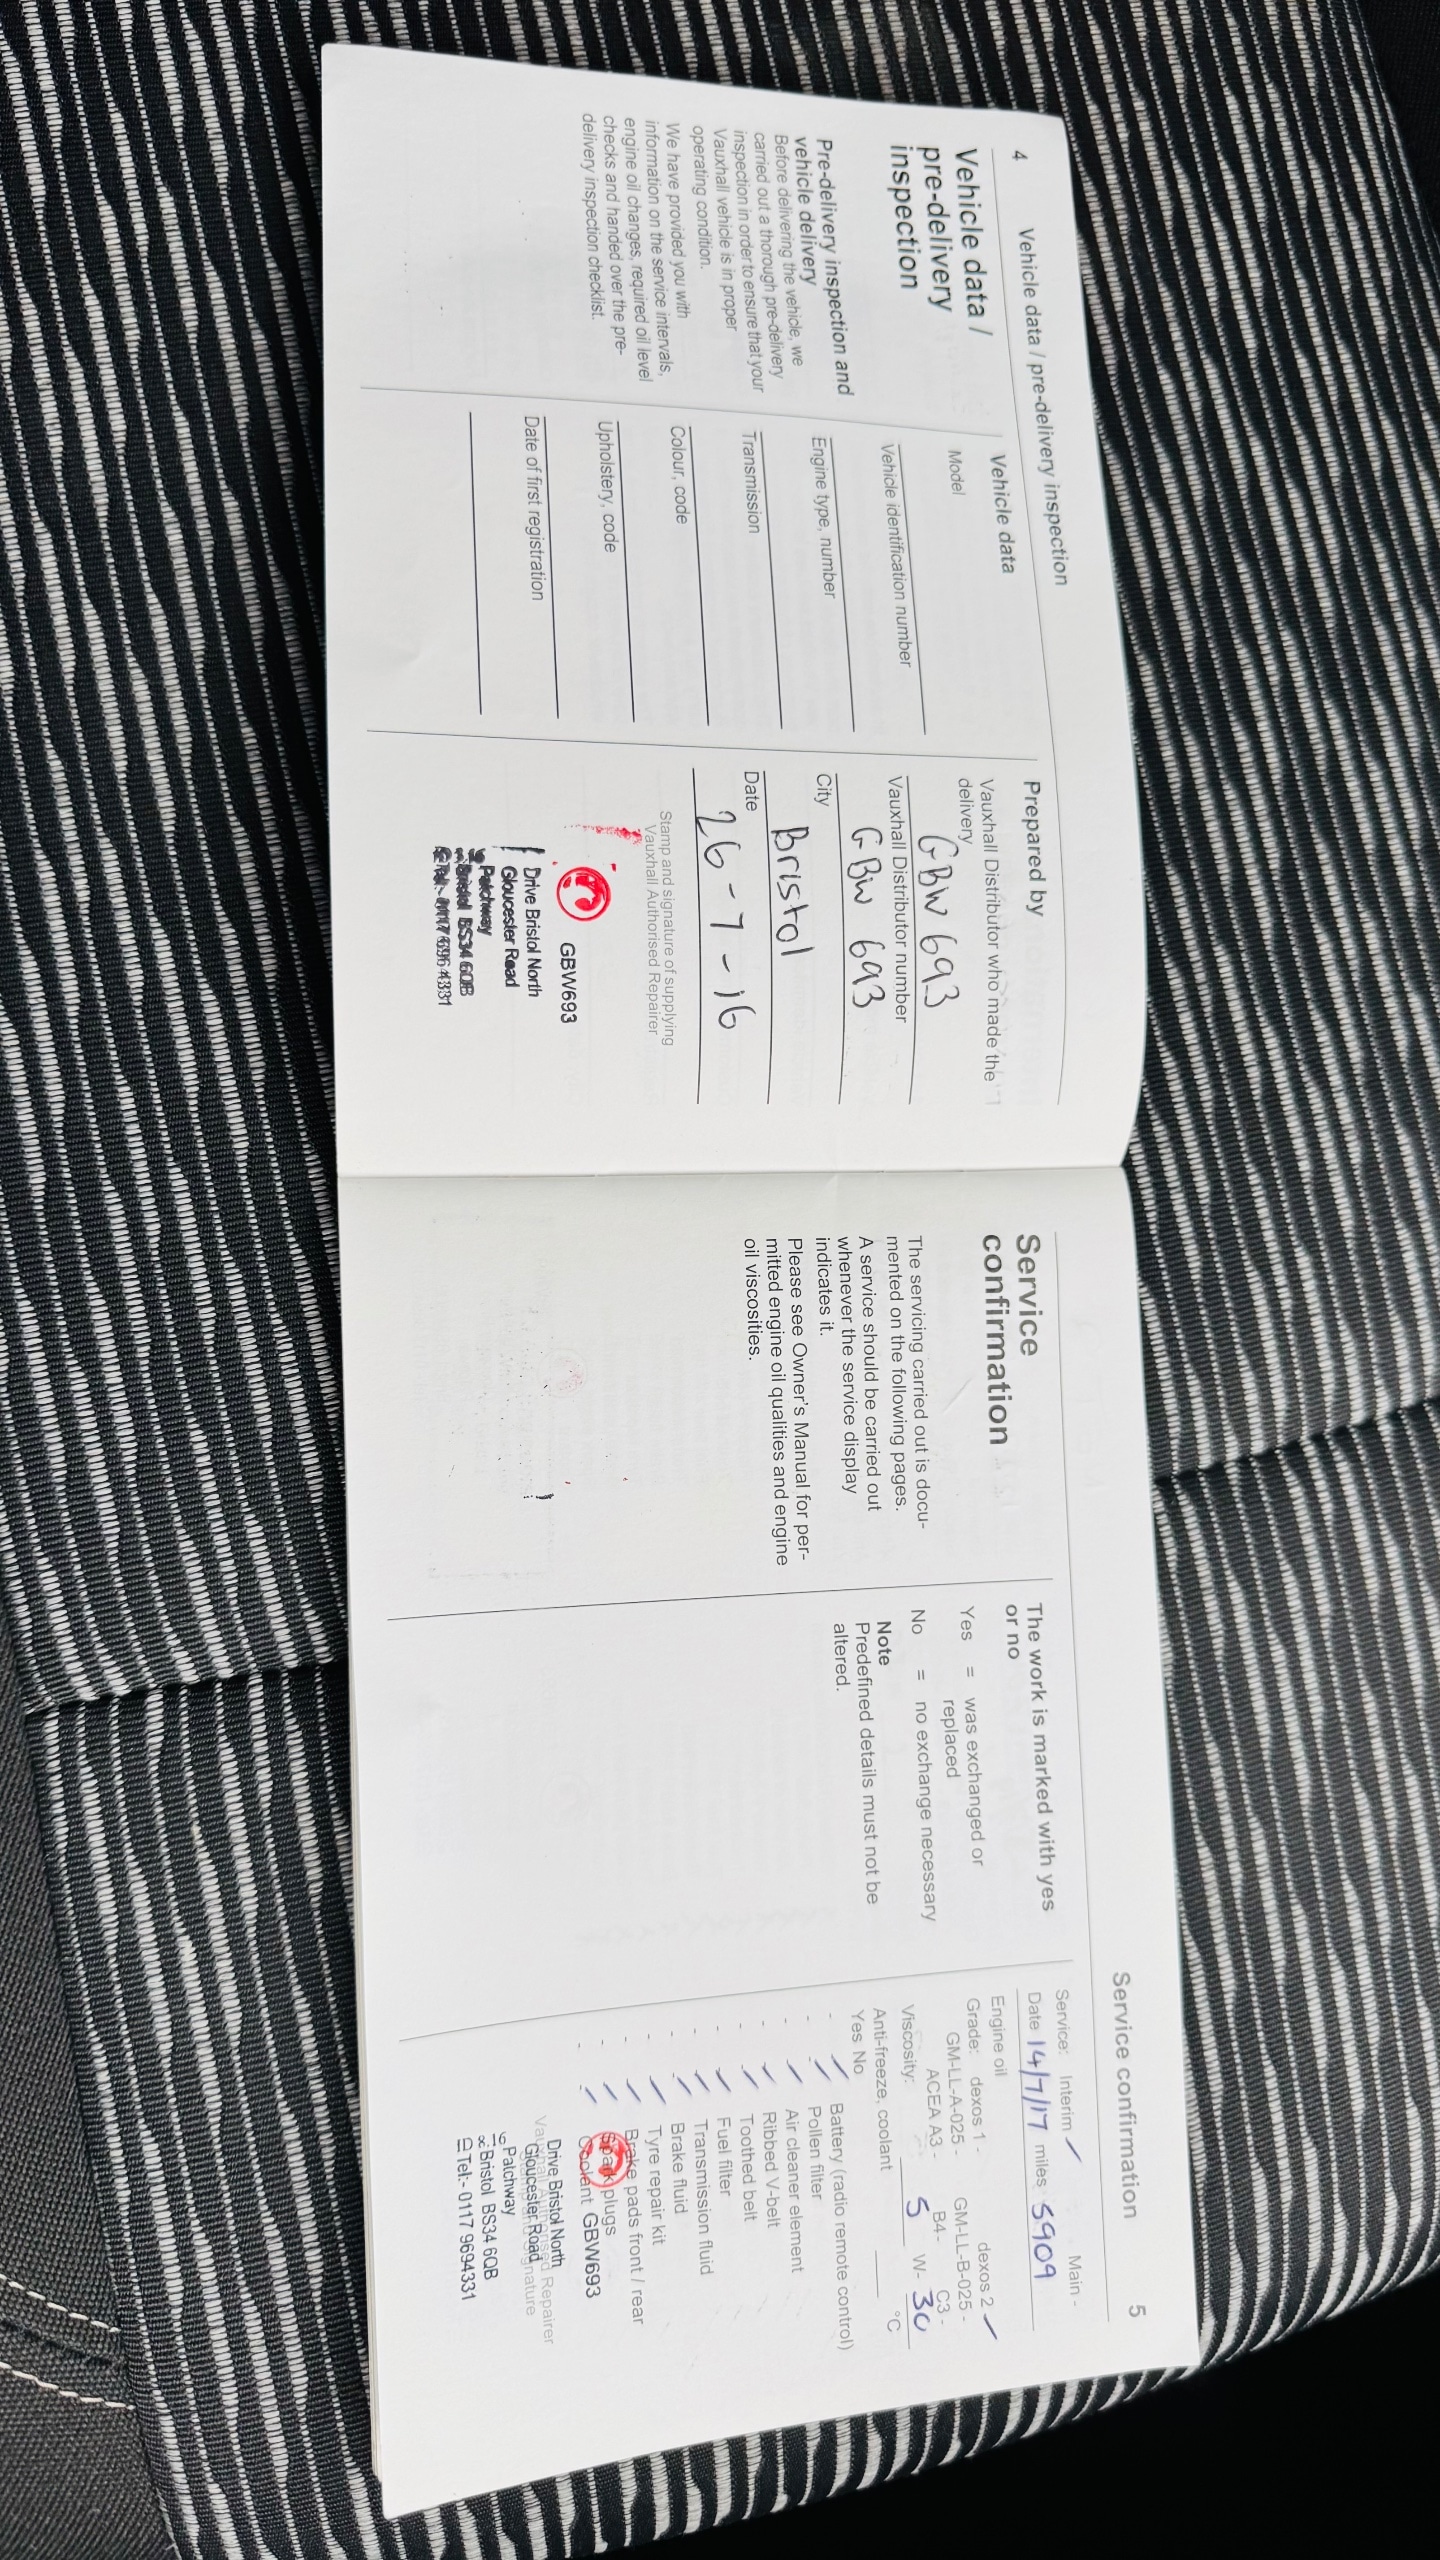 4 Vehicle data / pre-delivery inspection
Vehicle data /
pre-delivery
inspection
Pre-delivery inspection and
vehicle delivery
Before delivering the vehicle, we
carried out a thorough pre-delivery
inspection in order to ensure that your
Vauxhall vehicle is in proper
operating condition.
We have provided you with
information on the service intervals,
engine oil changes, required oil level
checks and handed over the pre-
delivery inspection checklist.
Vehicle data
Model
Vehicle identification number
Engine type, number
Transmission
Colour, code
Upholstery, code
Date of first registration
Prepared by
Vauxhall Distributor who made the
delivery
GBW 693
Vauxhall Distributor number
GBW 693
City
Bristol
Date
26-7-16
Stamp and signature of supplying
Vauxhall Authorised Repairer
GBW693
Drive Bristol North
Gloucester Road
Patchway
Bristol BS34 6QB
Service confirmation 5
Service
confirmation
The servicing carried out is docu-
mented on the following pages.
A service should be carried out
whenever the service display
indicates it.
Please see Owner's Manual for per-
mitted engine oil qualities and engine
oil viscosities.
The work is marked with yes
or no
Yes = was exchanged or
replaced
No = no exchange necessary
Note
Predefined details must not be
altered.
Service: Interim ✓ Main -
Date 14/7/17 miles 5909
Engine oil
Grade: dexos 1 - dexos 2 ✓
GM-LL-A-025 - GM-LL-B-025 -
ACEA A3 - B4 - C3 -
Viscosity: 5 W- 30
Anti-freeze, coolant °C
Yes No
- ✓ Battery (radio remote control)
- ✓ Pollen filter
- ✓ Air cleaner element
- ✓ Ribbed V-belt
- ✓ Toothed belt
- ✓ Fuel filter
- ✓ Transmission fluid
- ✓ Brake fluid
- ✓ Tyre repair kit
- ✓ Brake pads front / rear
- ✓ Spark plugs
- ✓ Coolant GBW693
Drive Bristol North
Gloucester Road
Patchway
Bristol BS34 6QB
Tel:- 0117 9694331